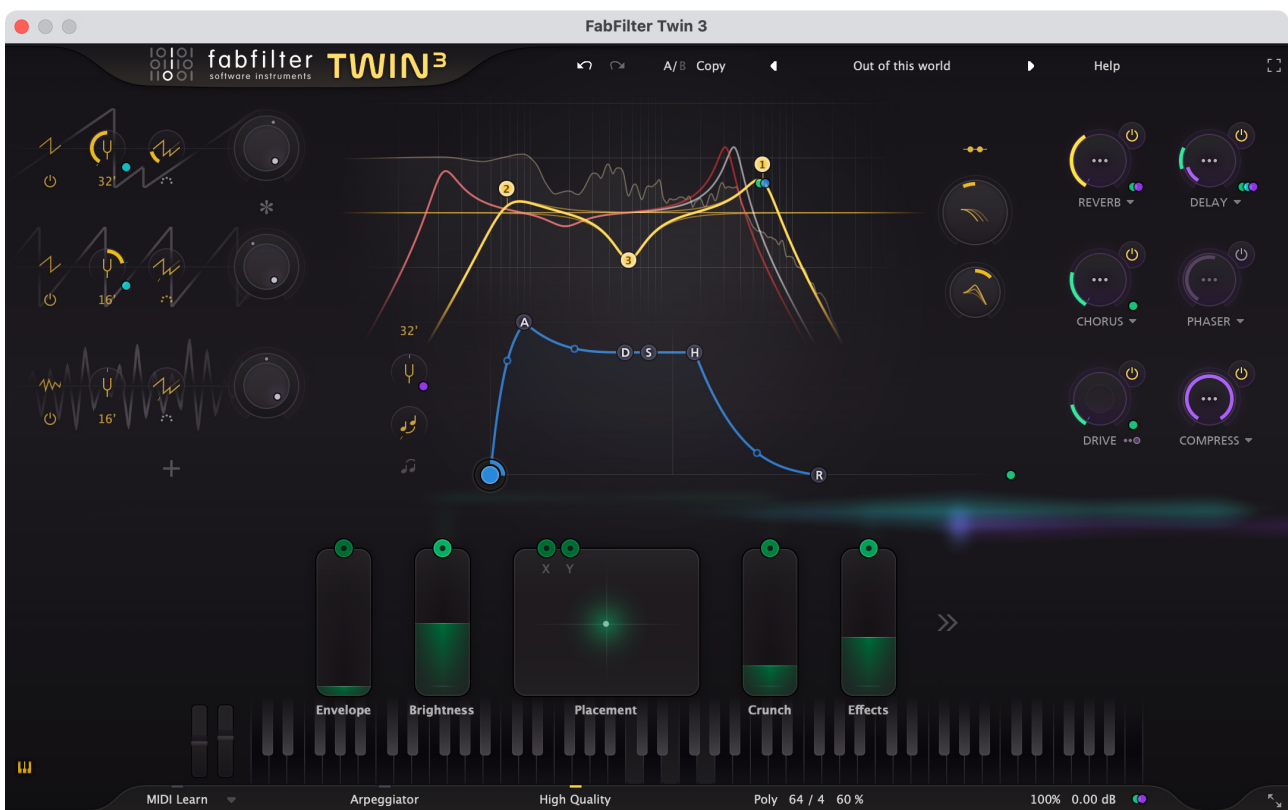 FabFilter Twin 3
fabfilter
software instruments
TWIN3
A/B Copy
Out of this world
Help
32'
16'
16'
32'
1
2
3
A
D
S
H
R
REVERB
DELAY
CHORUS
PHASER
DRIVE
COMPRESS
X
Y
Envelope
Brightness
Placement
Crunch
Effects
MIDI Learn
Arpeggiator
High Quality
Poly 64 / 4 60 %
100% 0.00 dB